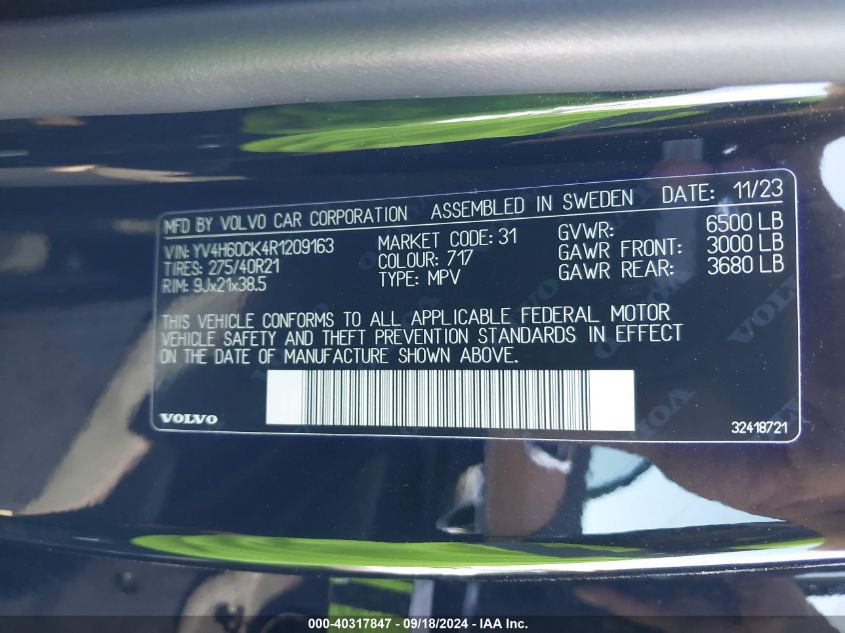 MFD BY VOLVO CAR CORPORATION ASSEMBLED IN SWEDEN DATE: 11/23
VIN: YV4H60CK4R1209163 MARKET CODE: 31 GVWR: 6500 LB
TIRES: 275/40R21 COLOUR: 717 GAWR FRONT: 3000 LB
RIM: 9Jx21x38.5 TYPE: MPV GAWR REAR: 3680 LB
THIS VEHICLE CONFORMS TO ALL APPLICABLE FEDERAL MOTOR
VEHICLE SAFETY AND THEFT PREVENTION STANDARDS IN EFFECT
ON THE DATE OF MANUFACTURE SHOWN ABOVE.
VOLVO 32418721
000-40317847 - 09/18/2024 - IAA Inc.